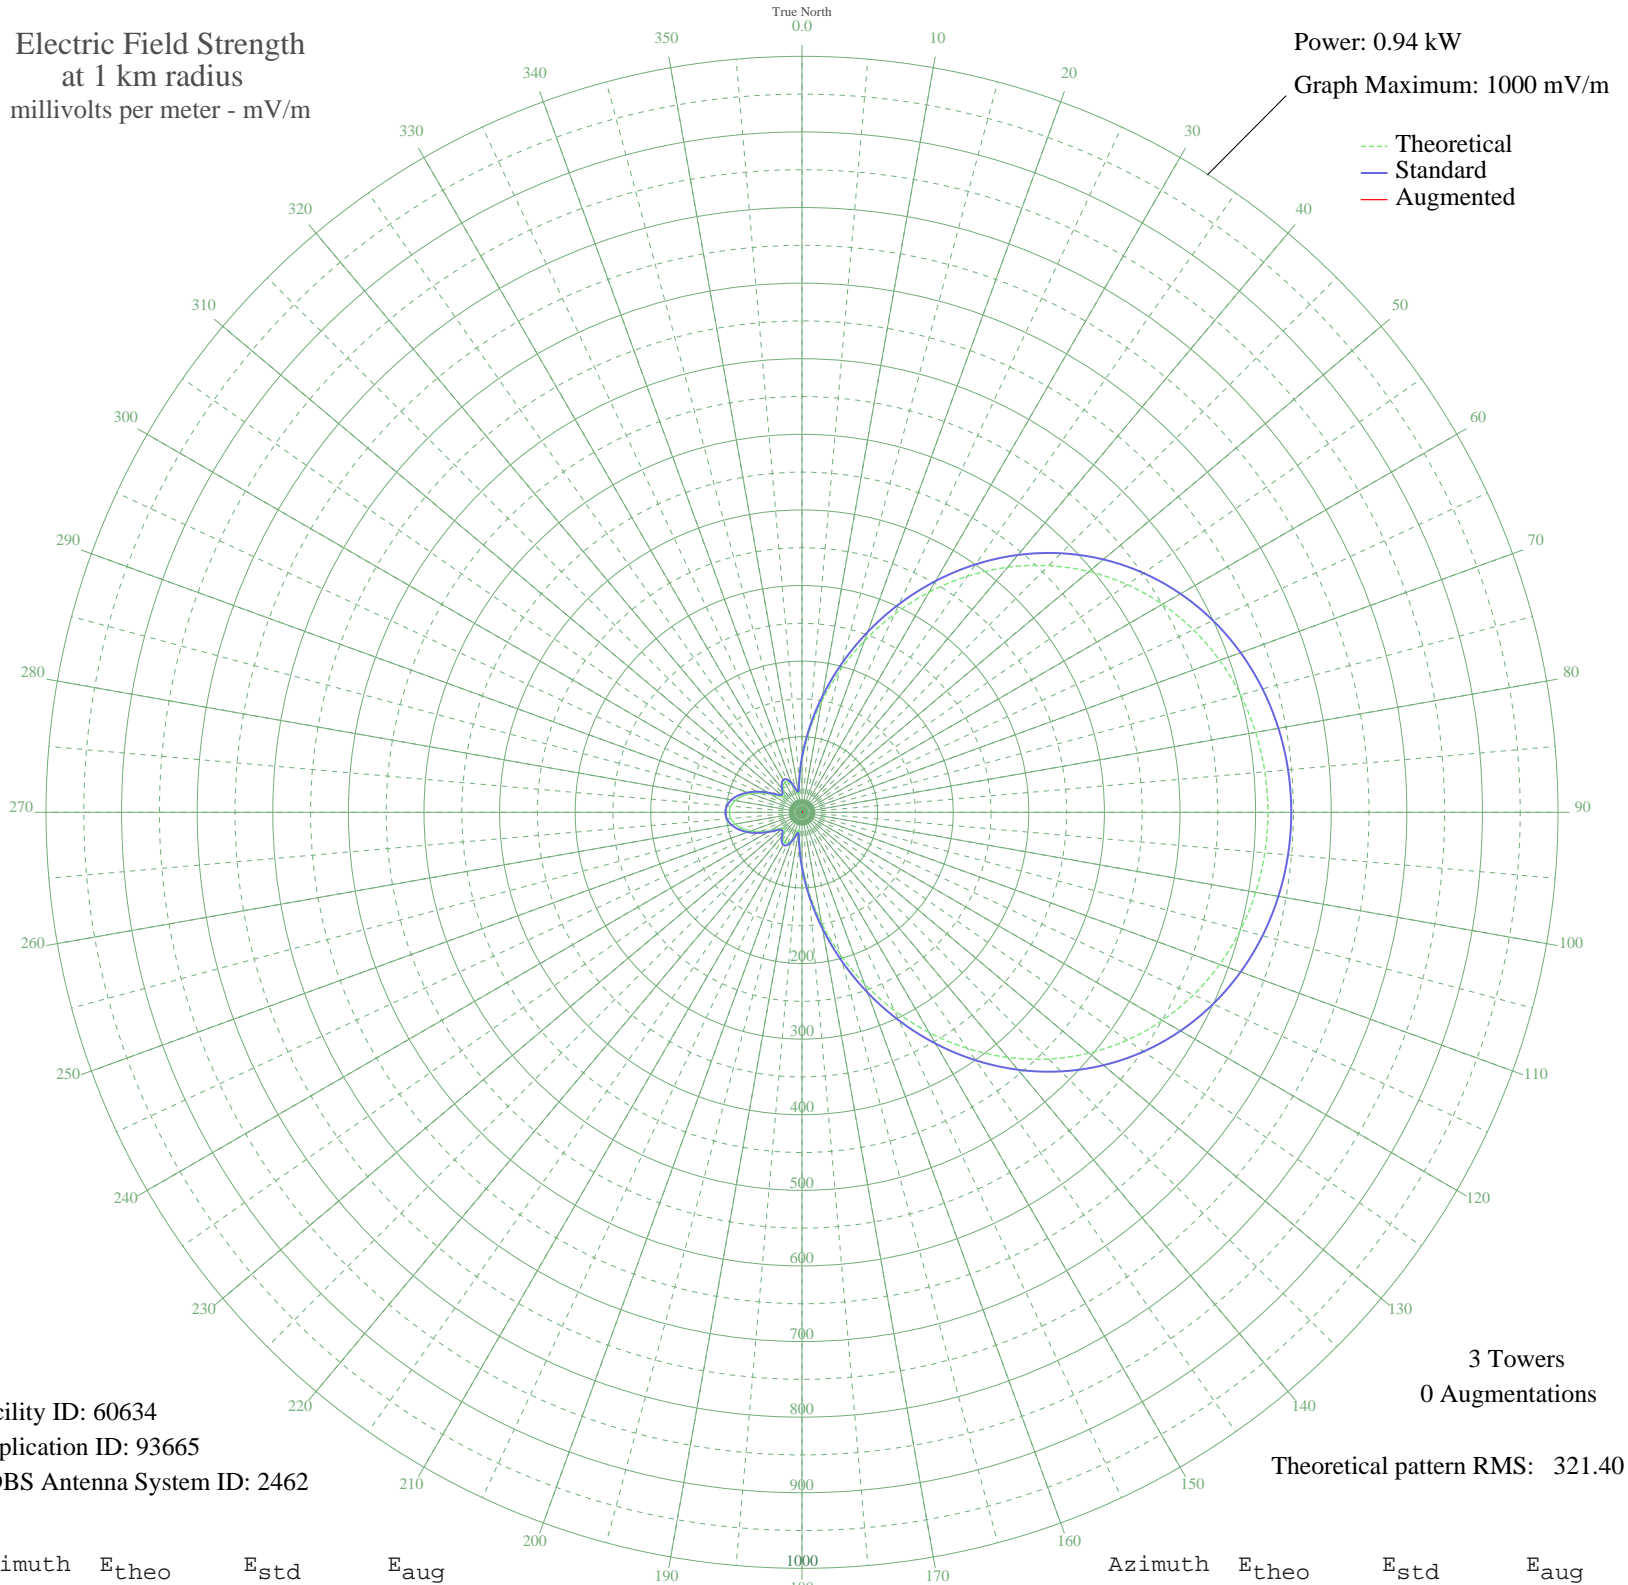 True North
0.0
Electric Field Strength
at 1 km radius
millivolts per meter - mV/m
Power: 0.94 kW
Graph Maximum: 1000 mV/m
Theoretical
Standard
Augmented
10
20
30
40
50
60
70
80
90
100
110
120
130
140
150
160
170
190
200
210
220
230
240
250
260
270
280
290
300
310
320
330
340
350
200
300
400
500
600
700
800
900
1000
3 Towers
0 Augmentations
Theoretical pattern RMS: 321.40
cility ID: 60634
plication ID: 93665
DBS Antenna System ID: 2462
imuth Etheo Estd Eaug
Azimuth Etheo Estd Eaug